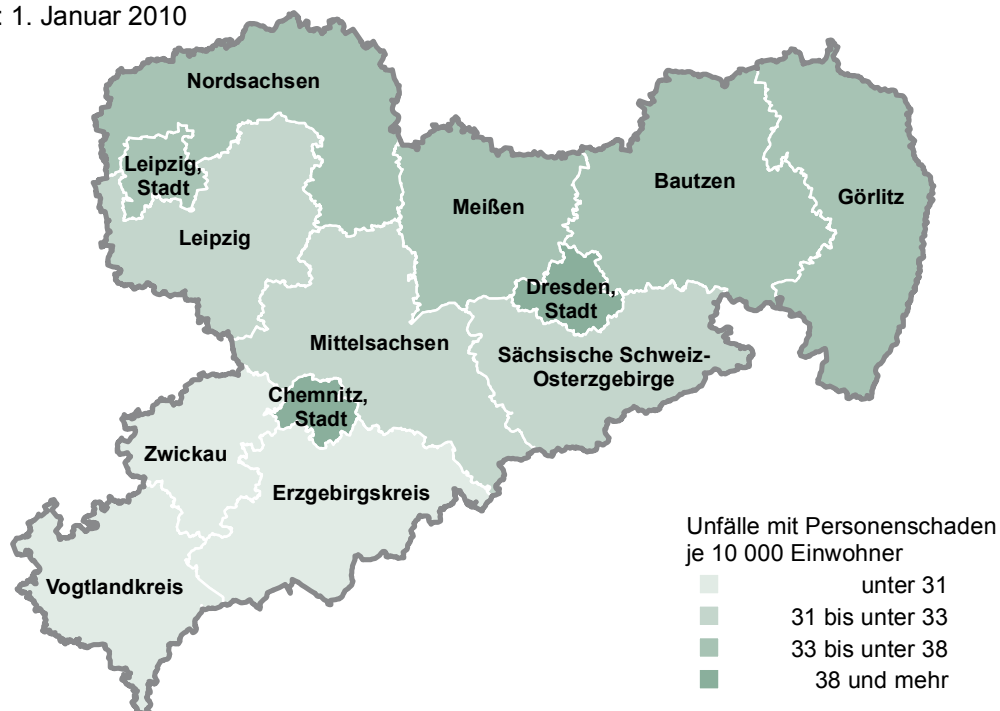 : 1. Januar 2010
Nordsachsen
Leipzig,
Stadt
Leipzig
Meißen
Bautzen
Görlitz
Dresden,
Stadt
Mittelsachsen
Sächsische Schweiz-
Osterzgebirge
Chemnitz,
Stadt
Zwickau
Erzgebirgskreis
Vogtlandkreis
Unfälle mit Personenschaden
je 10 000 Einwohner
unter 31
31 bis unter 33
33 bis unter 38
38 und mehr